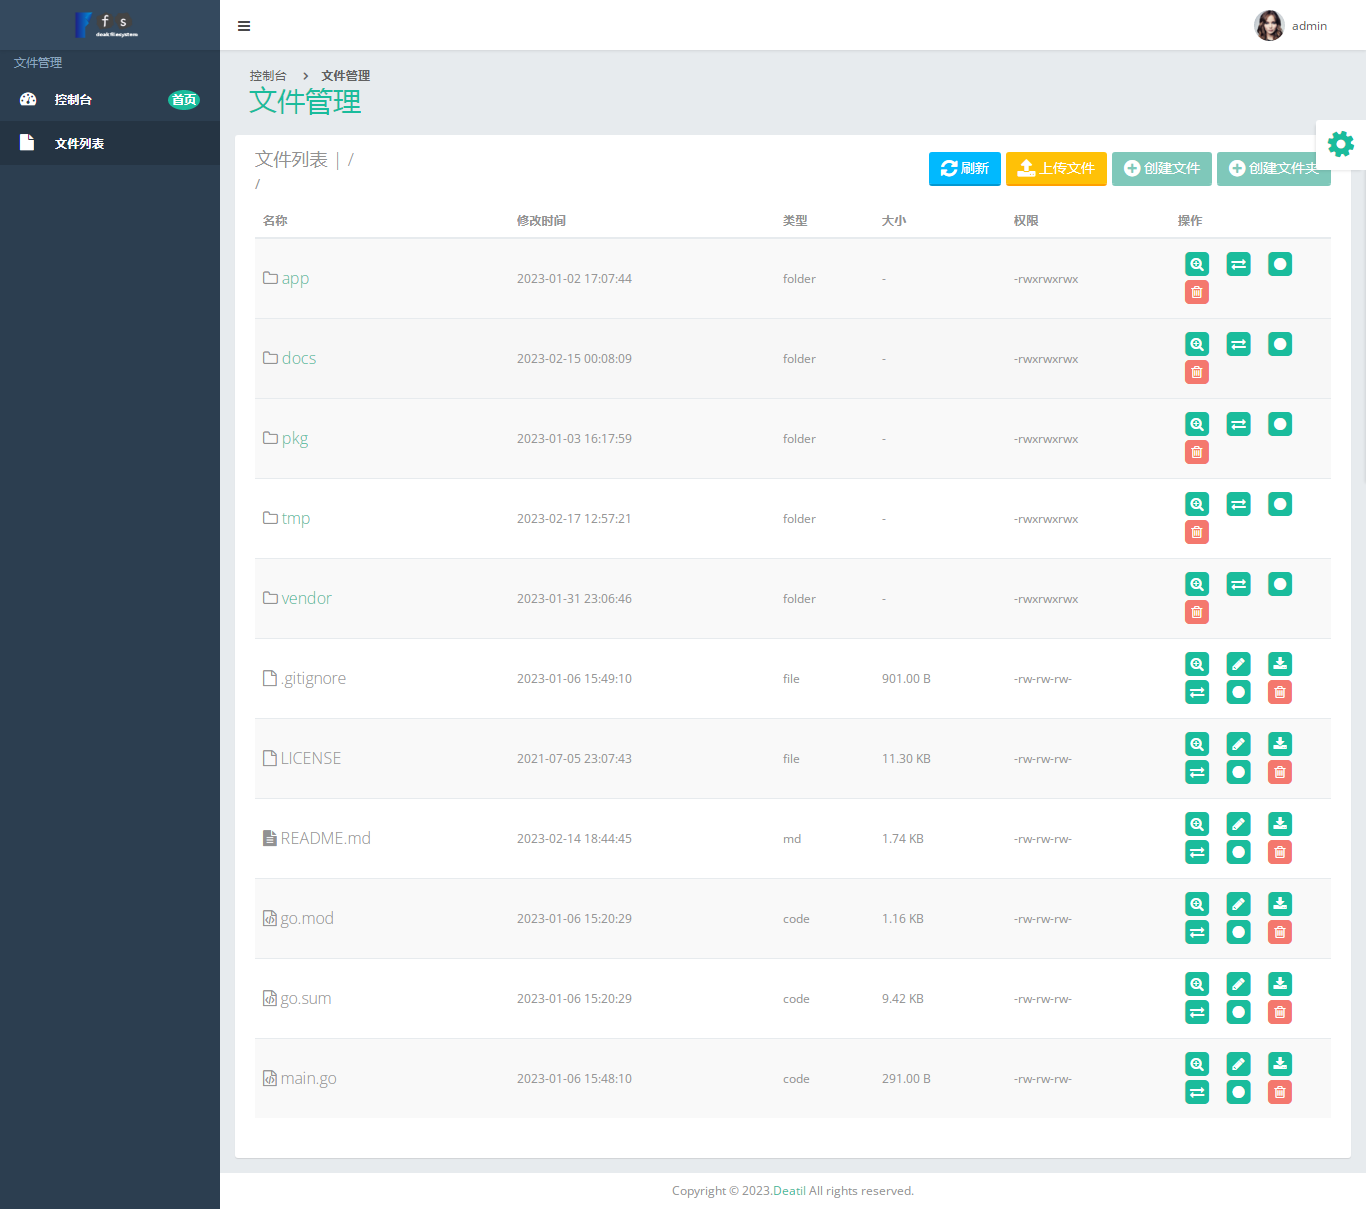 f s
deak filesystem
admin
文件管理
控制台 首页
文件列表
控制台 > 文件管理
文件管理
文件列表 | /
/
刷新 上传文件 创建文件 创建文件夹
名称 修改时间 类型 大小 权限 操作
app 2023-01-02 17:07:44 folder - -rwxrwxrwx
docs 2023-02-15 00:08:09 folder - -rwxrwxrwx
pkg 2023-01-03 16:17:59 folder - -rwxrwxrwx
tmp 2023-02-17 12:57:21 folder - -rwxrwxrwx
vendor 2023-01-31 23:06:46 folder - -rwxrwxrwx
.gitignore 2023-01-06 15:49:10 file 901.00 B -rw-rw-rw-
LICENSE 2021-07-05 23:07:43 file 11.30 KB -rw-rw-rw-
README.md 2023-02-14 18:44:45 md 1.74 KB -rw-rw-rw-
go.mod 2023-01-06 15:20:29 code 1.16 KB -rw-rw-rw-
go.sum 2023-01-06 15:20:29 code 9.42 KB -rw-rw-rw-
main.go 2023-01-06 15:48:10 code 291.00 B -rw-rw-rw-
Copyright © 2023.Deatil All rights reserved.